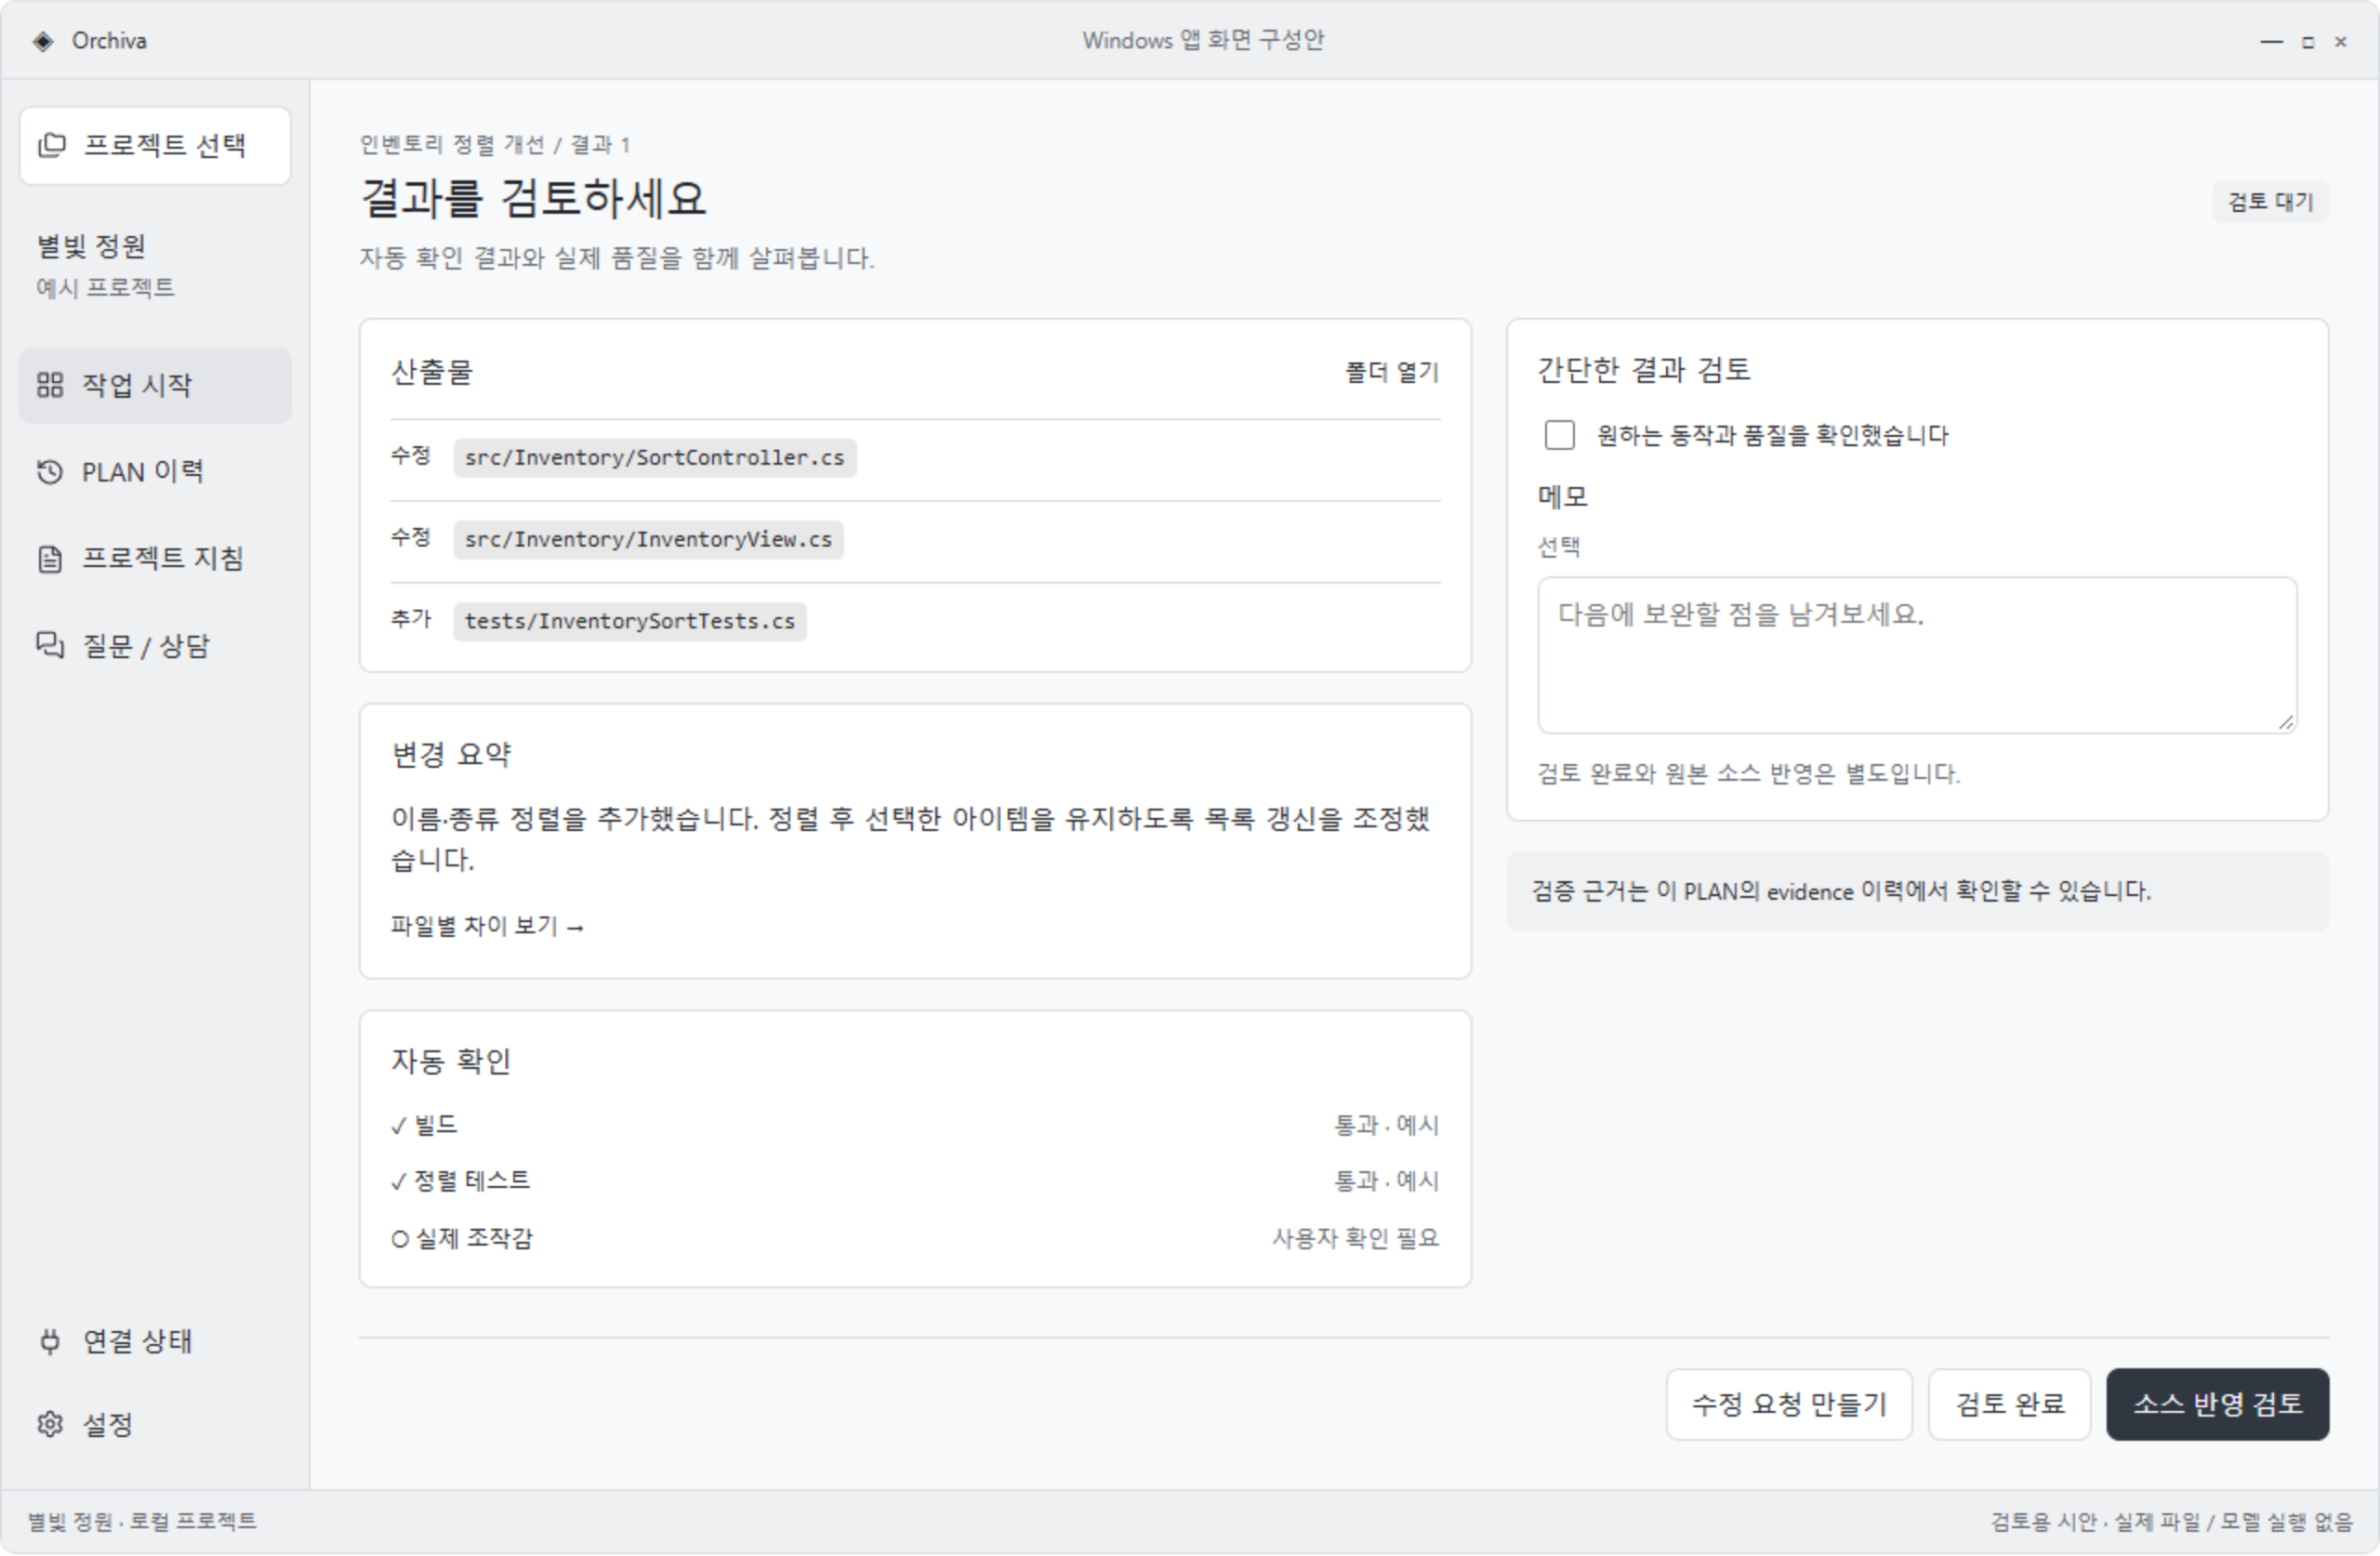 Orchiva
Windows 앱 화면 구성안
프로젝트 선택
별빛 정원
예시 프로젝트
작업 시작
PLAN 이력
프로젝트 지침
질문 / 상담
연결 상태
설정
인벤토리 정렬 개선 / 결과 1
결과를 검토하세요
검토 대기
자동 확인 결과와 실제 품질을 함께 살펴봅니다.
산출물
폴더 열기
수정 src/Inventory/SortController.cs
수정 src/Inventory/InventoryView.cs
추가 tests/InventorySortTests.cs
변경 요약
이름·종류 정렬을 추가했습니다. 정렬 후 선택한 아이템을 유지하도록 목록 갱신을 조정했
습니다.
파일별 차이 보기 →
자동 확인
✓ 빌드 통과 · 예시
✓ 정렬 테스트 통과 · 예시
○ 실제 조작감 사용자 확인 필요
간단한 결과 검토
원하는 동작과 품질을 확인했습니다
메모
선택
다음에 보완할 점을 남겨보세요.
검토 완료와 원본 소스 반영은 별도입니다.
검증 근거는 이 PLAN의 evidence 이력에서 확인할 수 있습니다.
수정 요청 만들기
검토 완료
소스 반영 검토
별빛 정원 · 로컬 프로젝트
검토용 시안 · 실제 파일 / 모델 실행 없음